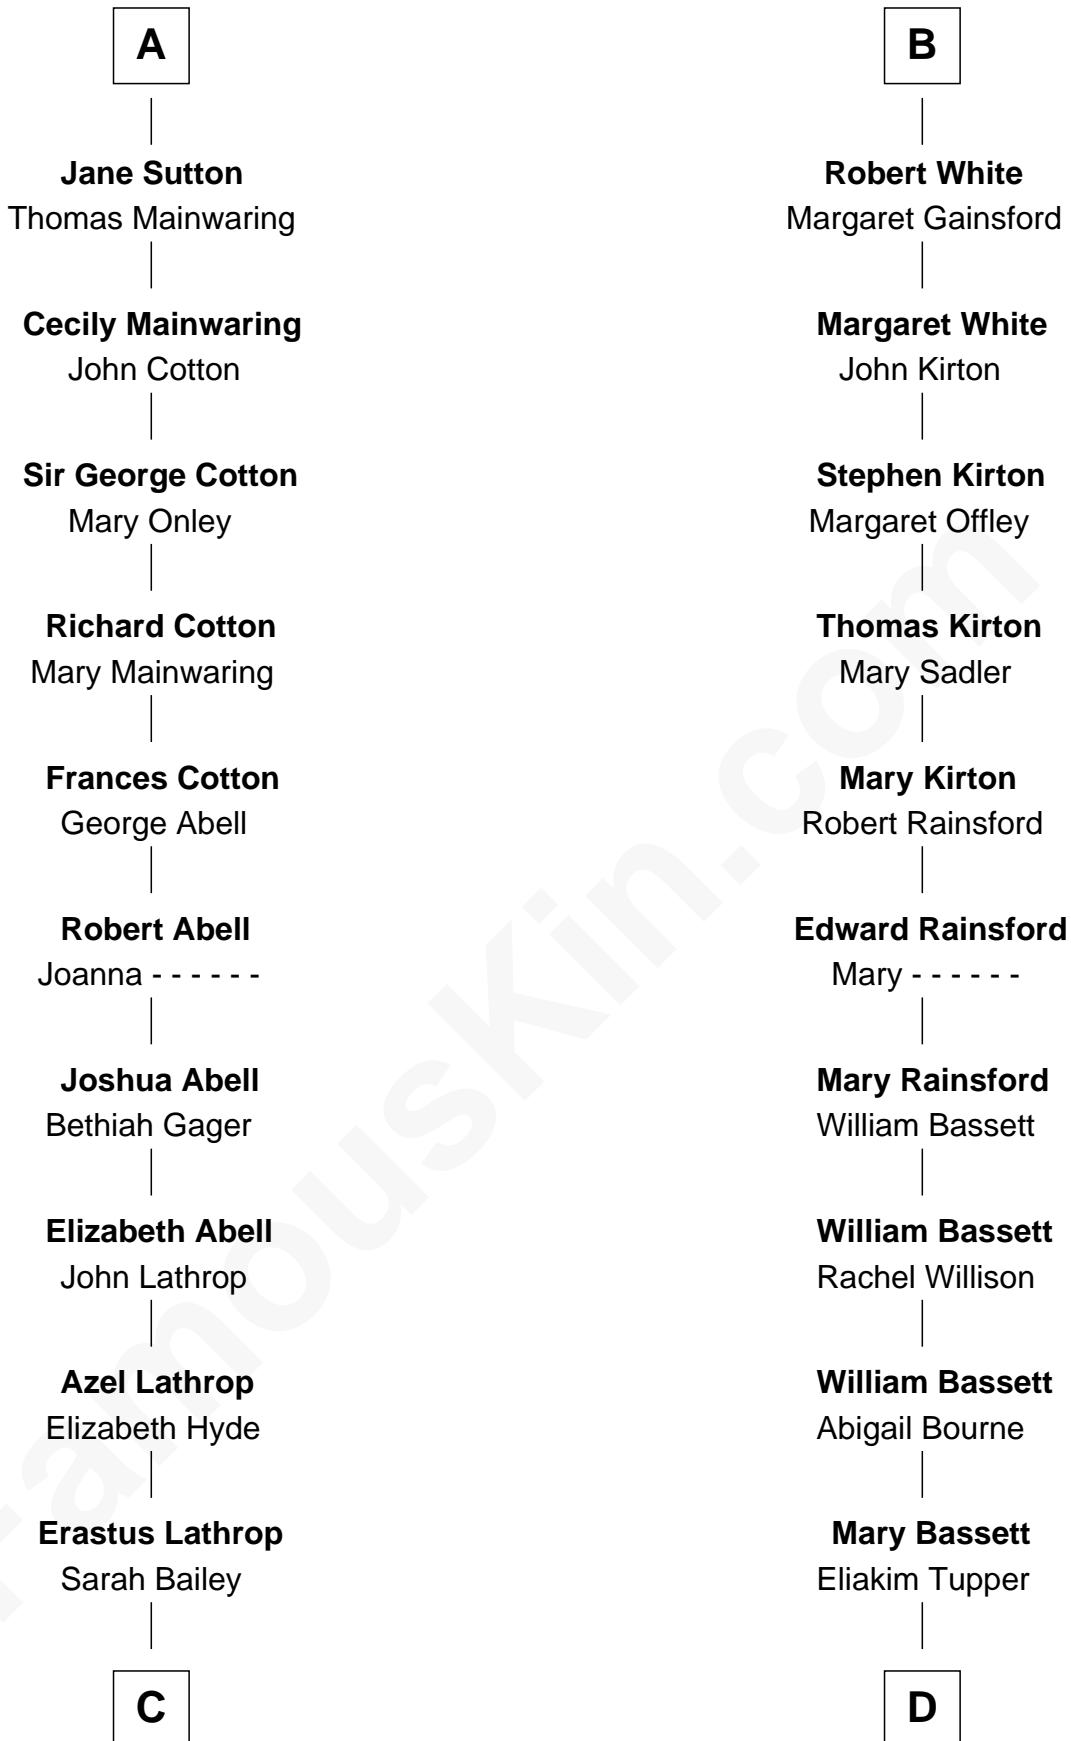 A
Jane Sutton
Thomas Mainwaring
Cecily Mainwaring
John Cotton
Sir George Cotton
Mary Onley
Richard Cotton
Mary Mainwaring
Frances Cotton
George Abell
Robert Abell
Joanna - - - - - -
Joshua Abell
Bethiah Gager
Elizabeth Abell
John Lathrop
Azel Lathrop
Elizabeth Hyde
Erastus Lathrop
Sarah Bailey
C
B
Robert White
Margaret Gainsford
Margaret White
John Kirton
Stephen Kirton
Margaret Offley
Thomas Kirton
Mary Sadler
Mary Kirton
Robert Rainsford
Edward Rainsford
Mary - - - - - -
Mary Rainsford
William Bassett
William Bassett
Rachel Willison
William Bassett
Abigail Bourne
Mary Bassett
Eliakim Tupper
D
FamousKin.com